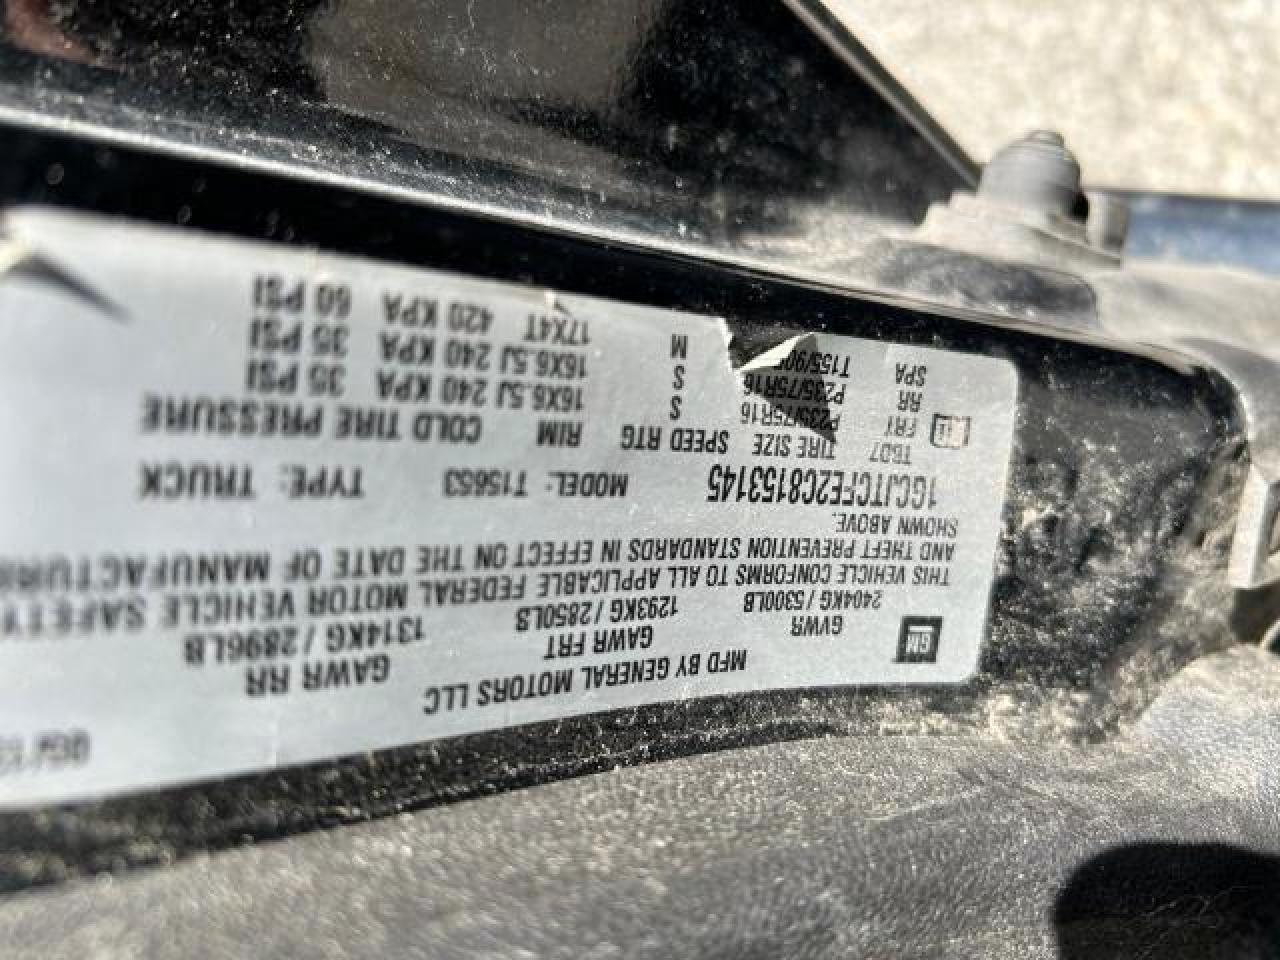 MFD BY GENERAL MOTORS LLC
GM
GVWR GAWR FRT GAWR RR
2404KG / 5300LB 1293KG / 2850LB 1314KG / 2896LB
THIS VEHICLE CONFORMS TO ALL APPLICABLE FEDERAL MOTOR VEHICLE SAFETY
AND THEFT PREVENTION STANDARDS IN EFFECT ON THE DATE OF
SHOWN ABOVE.
1GCJTCFE2C8153145 MODEL: T15653 TYPE: TRUCK
T6D7 TIRE SIZE SPEED RTG RIM COLD TIRE PRESSURE
FRT P235/75R16 S 16X6.5J 240 KPA 35 PSI
RR P235/75R16 S 16X6.5J 240 KPA 35 PSI
SPA M 17X4T 420 KPA 60 PSI